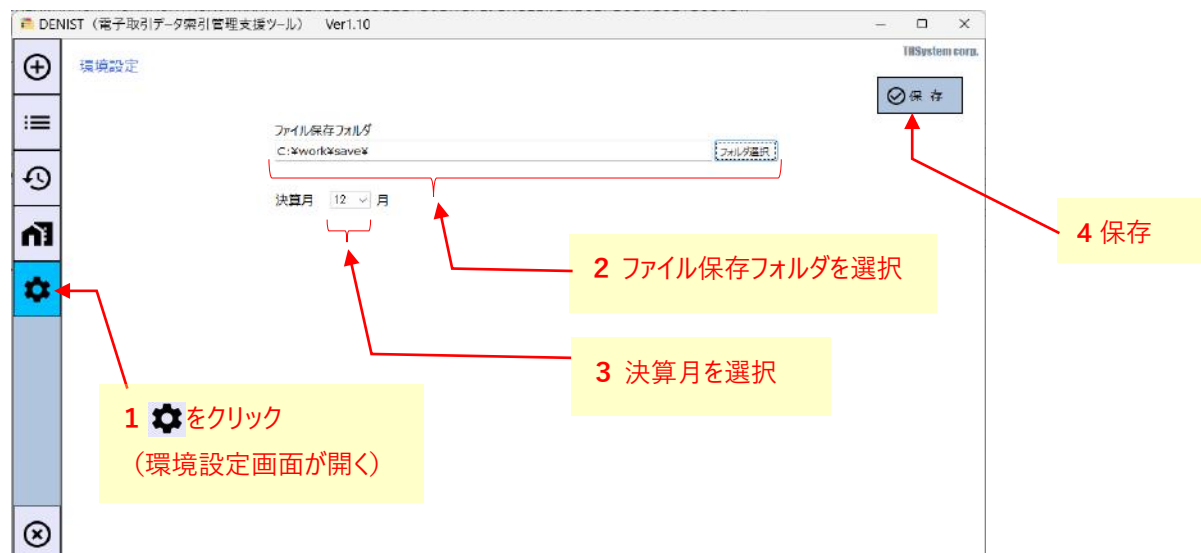 DENIST（電子取引データ索引管理支援ツール） Ver1.10
THSystem corp.
環境設定
保 存
ファイル保存フォルダ
C:¥work¥save¥
フォルダ選択
決算月 12 月
4 保存
2 ファイル保存フォルダを選択
3 決算月を選択
1 をクリック
（環境設定画面が開く）